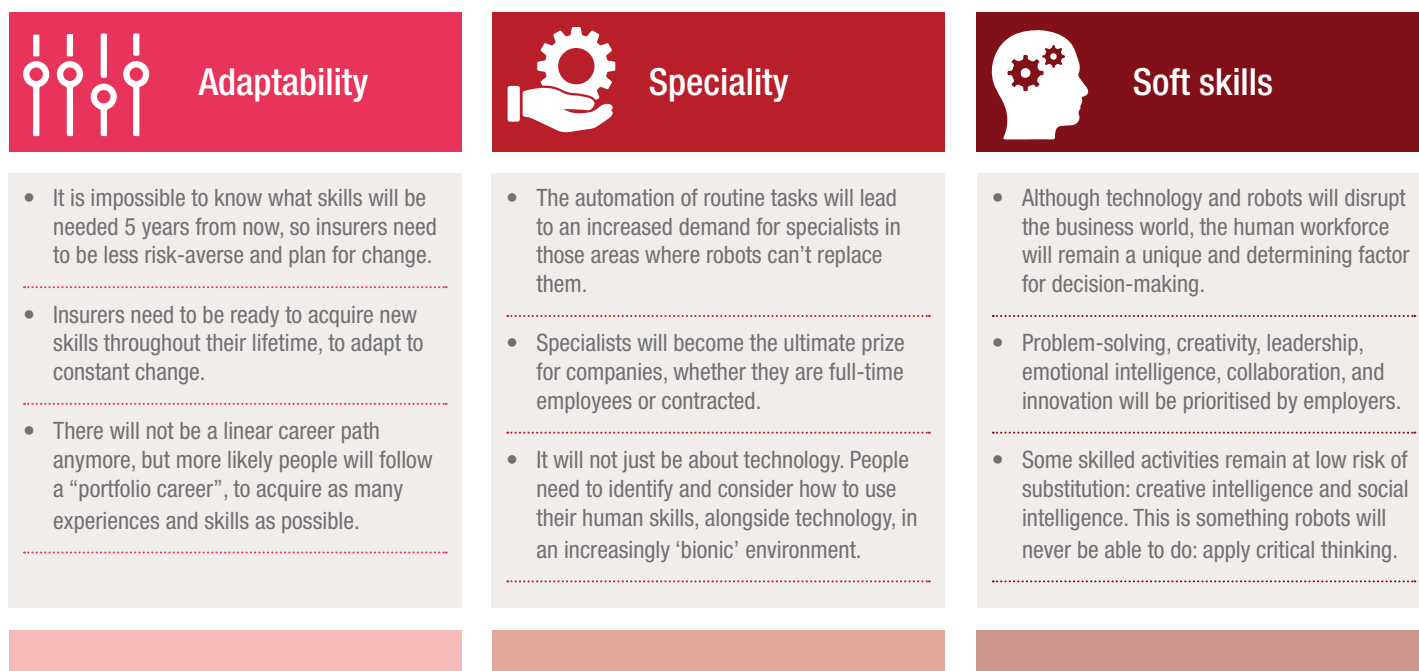 Adaptability
• It is impossible to know what skills will be
needed 5 years from now, so insurers need
to be less risk-averse and plan for change.
• Insurers need to be ready to acquire new
skills throughout their lifetime, to adapt to
constant change.
• There will not be a linear career path
anymore, but more likely people will follow
a “portfolio career”, to acquire as many
experiences and skills as possible.
Speciality
• The automation of routine tasks will lead
to an increased demand for specialists in
those areas where robots can’t replace
them.
• Specialists will become the ultimate prize
for companies, whether they are full-time
employees or contracted.
• It will not just be about technology. People
need to identify and consider how to use
their human skills, alongside technology, in
an increasingly ‘bionic’ environment.
Soft skills
• Although technology and robots will disrupt
the business world, the human workforce
will remain a unique and determining factor
for decision-making.
• Problem-solving, creativity, leadership,
emotional intelligence, collaboration, and
innovation will be prioritised by employers.
• Some skilled activities remain at low risk of
substitution: creative intelligence and social
intelligence. This is something robots will
never be able to do: apply critical thinking.